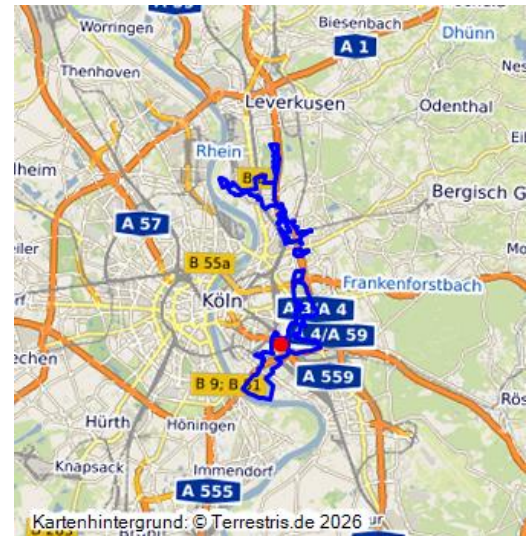 Worringen
A 1
Biesenbach
Dhünn
Thenhoven
Leverkusen
Odenthal
Rhein
Bergisch G
A 57
B 55a
Frankenforstbach
Köln
A 3/A 4
4/A 59
B 9; B 51
A 559
Hürth
Höningen
Knapsack
Immendorf
A 555
Kartenhintergrund: © Terrestris.de 2026